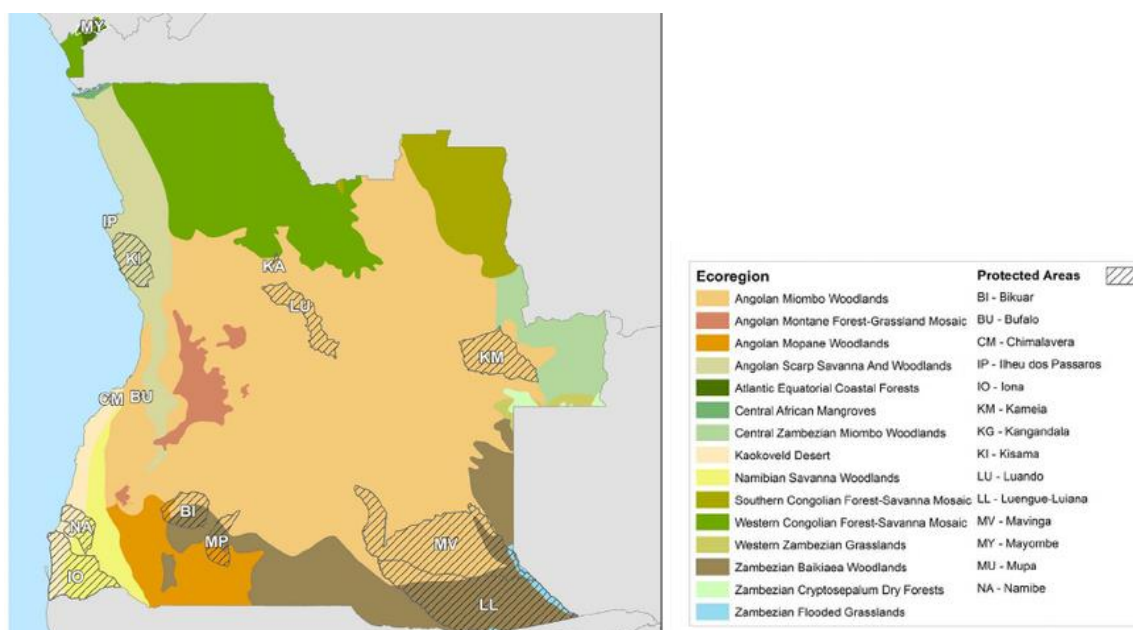 MY
IP
KI
KA
LU
KM
CM
BU
BI
NA
MP
MV
IO
LL
Ecoregion
Angolan Miombo Woodlands
Angolan Montane Forest-Grassland Mosaic
Angolan Mopane Woodlands
Angolan Scarp Savanna And Woodlands
Atlantic Equatorial Coastal Forests
Central African Mangroves
Central Zambezian Miombo Woodlands
Kaokoveld Desert
Namibian Savanna Woodlands
Southern Congolian Forest-Savanna Mosaic
Western Congolian Forest-Savanna Mosaic
Western Zambezian Grasslands
Zambezian Baikiaea Woodlands
Zambezian Cryptosepalum Dry Forests
Zambezian Flooded Grasslands
Protected Areas
BI - Bikuar
BU - Bufalo
CM - Chimalavera
IP - Ilheu dos Passaros
IO - Iona
KM - Kameia
KG - Kangandala
KI - Kisama
LU - Luando
LL - Luengue-Luiana
MV - Mavinga
MY - Mayombe
MU - Mupa
NA - Namibe